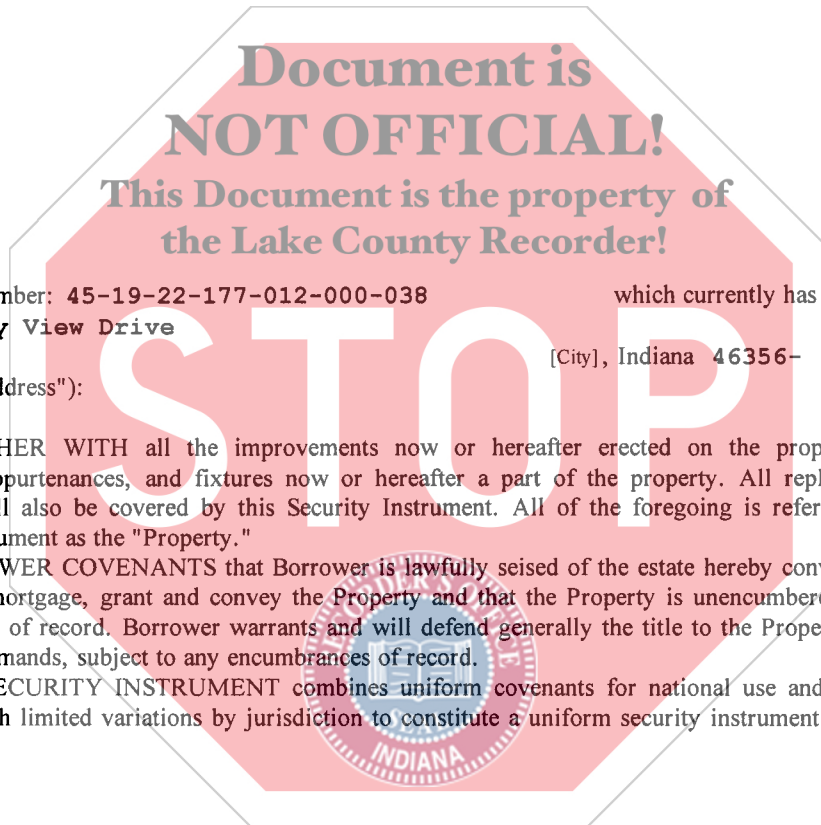 Document is
NOT OFFICIAL!
This Document is the property of
the Lake County Recorder!
mber: 45-19-22-177-012-000-038 which currently has
Y View Drive
[City], Indiana 46356-
ddress"):
STOP
HER WITH all the improvements now or hereafter erected on the prop
ppurtenances, and fixtures now or hereafter a part of the property. All repl
ll also be covered by this Security Instrument. All of the foregoing is refer
ument as the "Property."
WER COVENANTS that Borrower is lawfully seised of the estate hereby conv
mortgage, grant and convey the Property and that the Property is unencumbere
of record. Borrower warrants and will defend generally the title to the Prope
mands, subject to any encumbrances of record.
ECURITY INSTRUMENT combines uniform covenants for national use and
h limited variations by jurisdiction to constitute a uniform security instrument
RECORDER'S OFFICE
SEAL
INDIANA